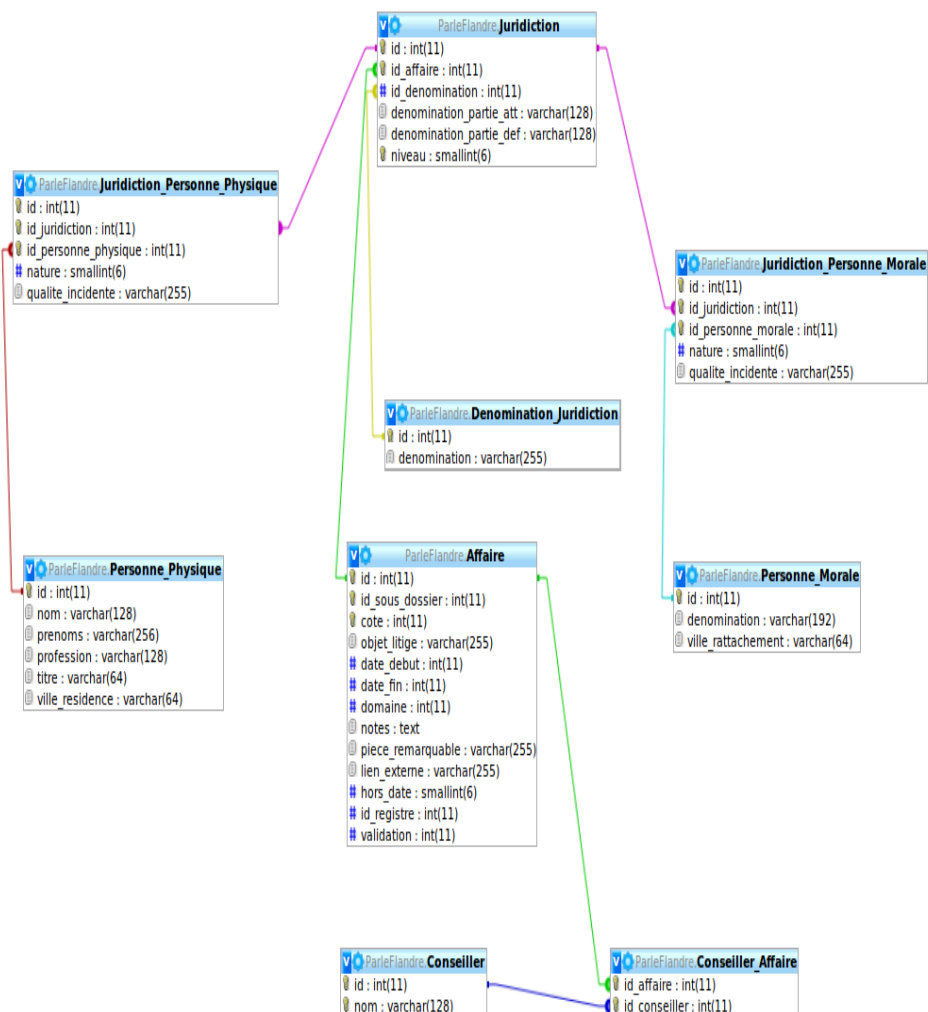 ParleFlandre.Juridiction
id : int(11)
id_affaire : int(11)
id_denomination : int(11)
denomination_partie_att : varchar(128)
denomination_partie_def : varchar(128)
niveau : smallint(6)
ParleFlandre.Juridiction_Personne_Physique
id : int(11)
id_juridiction : int(11)
id_personne_physique : int(11)
nature : smallint(6)
qualite_incidente : varchar(255)
ParleFlandre.Juridiction_Personne_Morale
id : int(11)
id_juridiction : int(11)
id_personne_morale : int(11)
nature : smallint(6)
qualite_incidente : varchar(255)
ParleFlandre.Denomination_Juridiction
id : int(11)
denomination : varchar(255)
ParleFlandre.Personne_Physique
id : int(11)
nom : varchar(128)
prenoms : varchar(256)
profession : varchar(128)
titre : varchar(64)
ville_residence : varchar(64)
ParleFlandre.Affaire
id : int(11)
id_sous_dossier : int(11)
cote : int(11)
objet_litige : varchar(255)
date_debut : int(11)
date_fin : int(11)
domaine : int(11)
notes : text
piece_remarquable : varchar(255)
lien_externe : varchar(255)
hors_date : smallint(6)
id_registre : int(11)
validation : int(11)
ParleFlandre.Personne_Morale
id : int(11)
denomination : varchar(192)
ville_rattachement : varchar(64)
ParleFlandre.Conseiller
id : int(11)
nom : varchar(128)
ParleFlandre.Conseiller_Affaire
id_affaire : int(11)
id_conseiller : int(11)